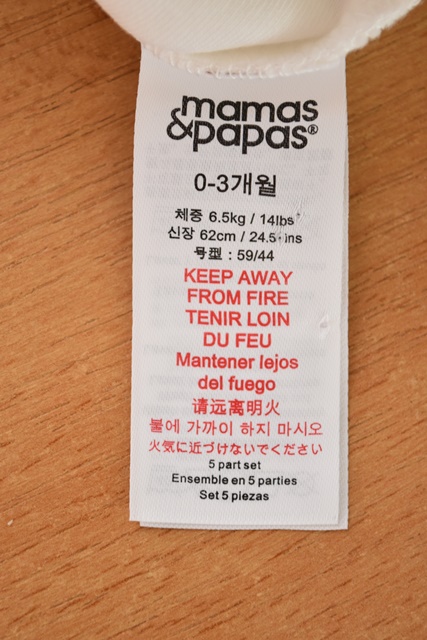 mamas
&papas®
0-3개월
체중 6.5kg / 14lbs
신장 62cm / 24.5 ins
号型 : 59/44
KEEP AWAY
FROM FIRE
TENIR LOIN
DU FEU
Mantener lejos
del fuego
请远离明火
불에 가까이 하지 마시오
火気に近づけないでください
5 part set
Ensemble en 5 parties
Set 5 piezas